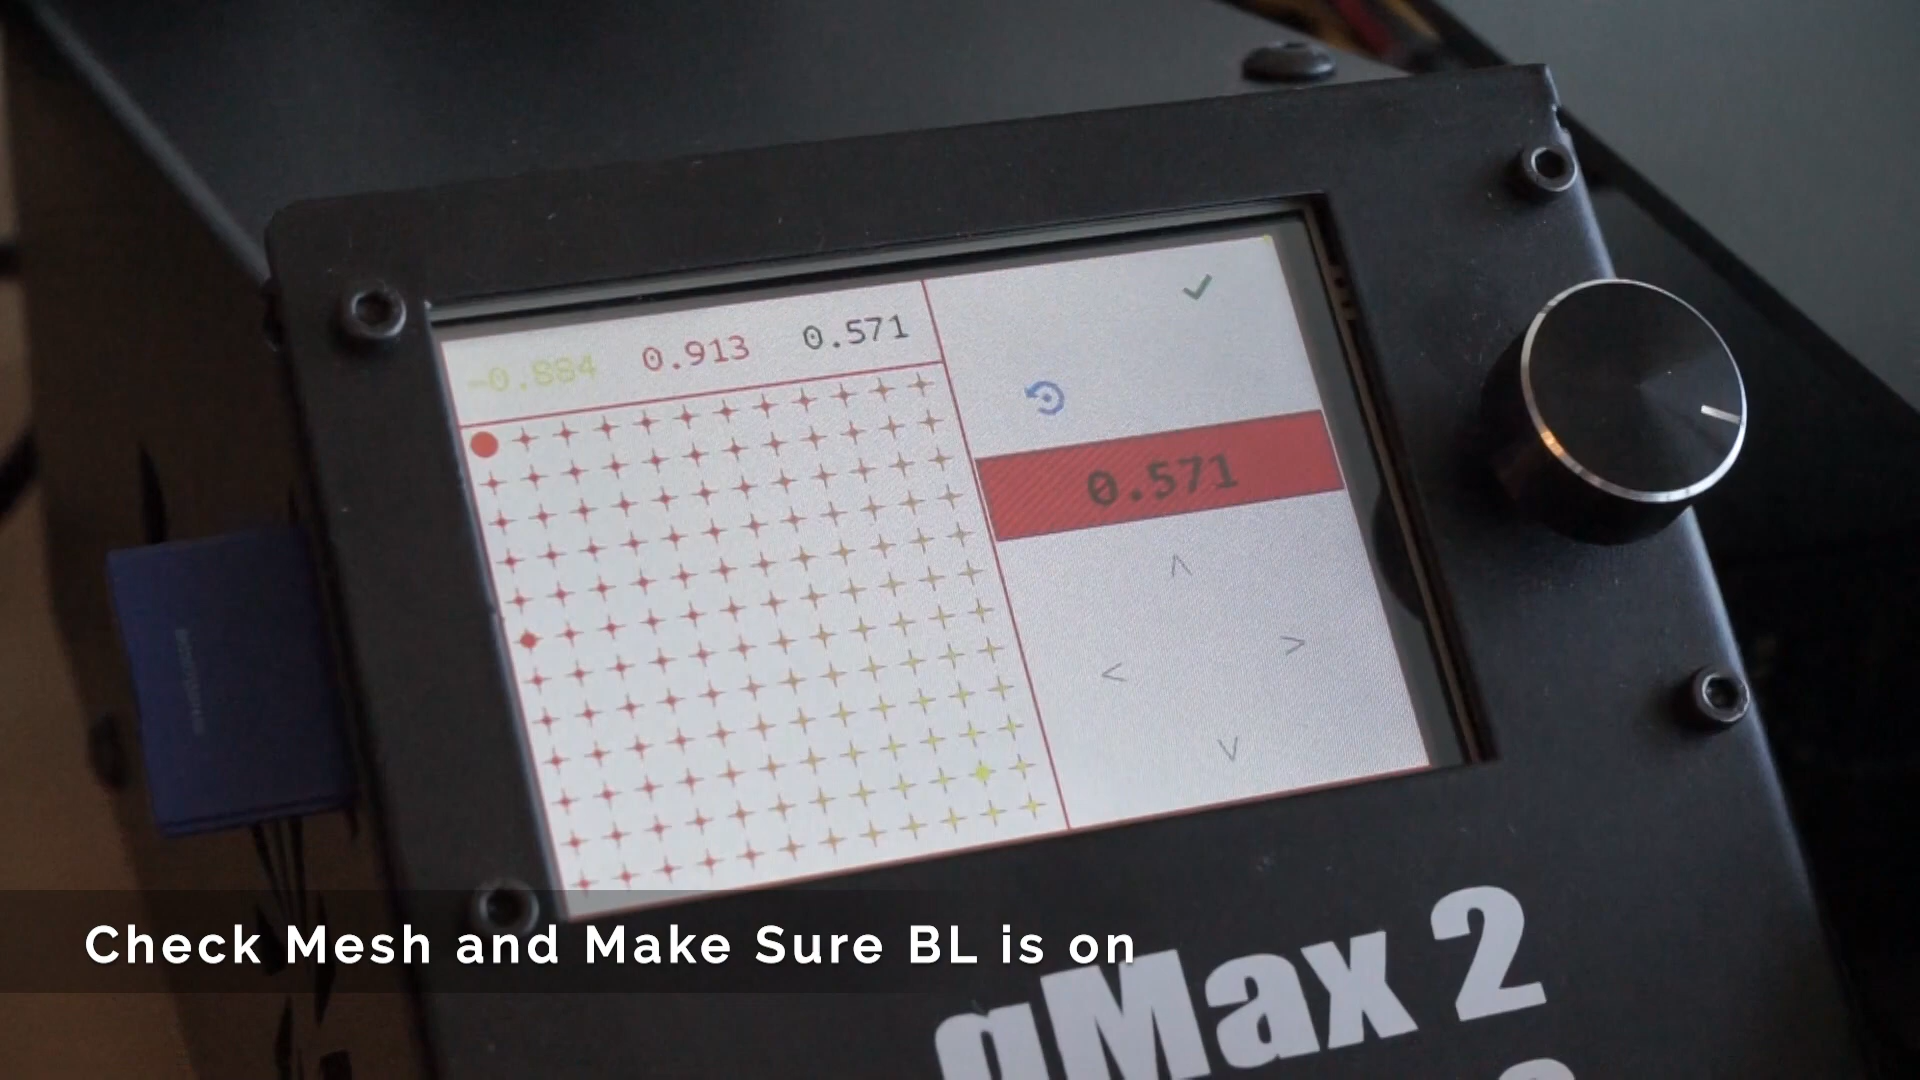 -0.884 0.913 0.571
0.571
Check Mesh and Make Sure BL is on
gMax 2